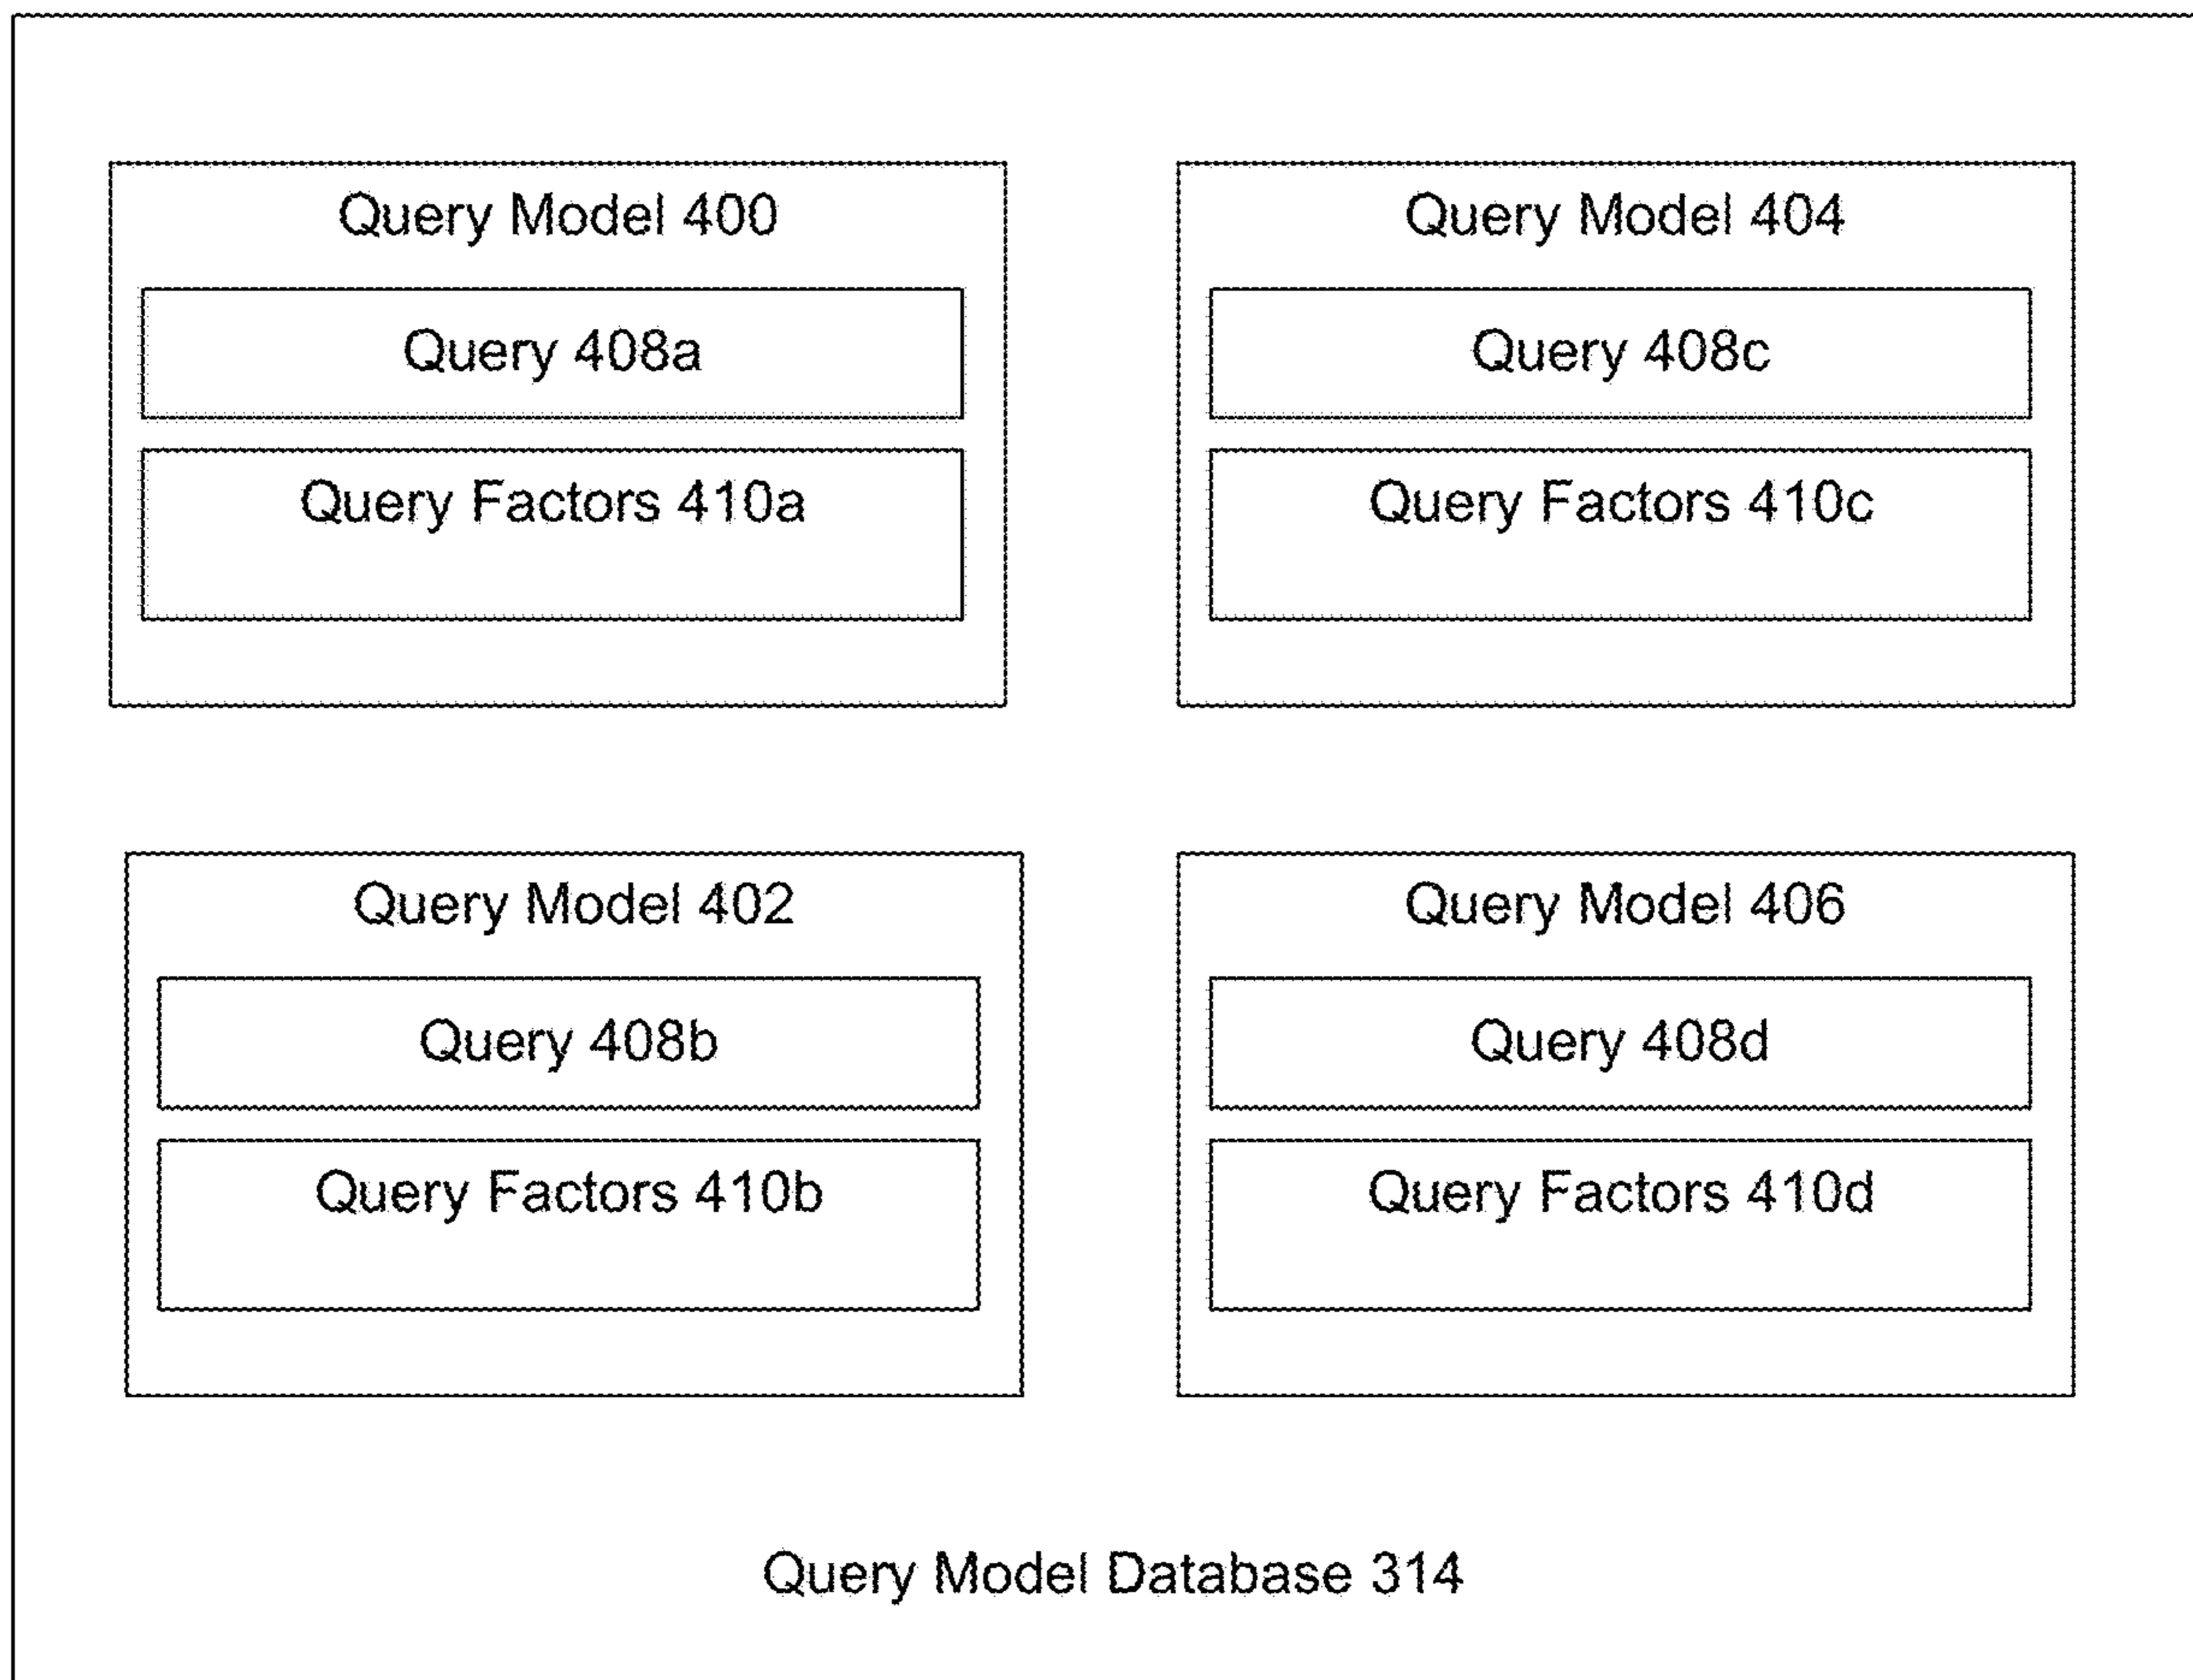 Query Model 400
Query 408a
Query Factors 410a
Query Model 404
Query 408c
Query Factors 410c
Query Model 402
Query 408b
Query Factors 410b
Query Model 406
Query 408d
Query Factors 410d
Query Model Database 314